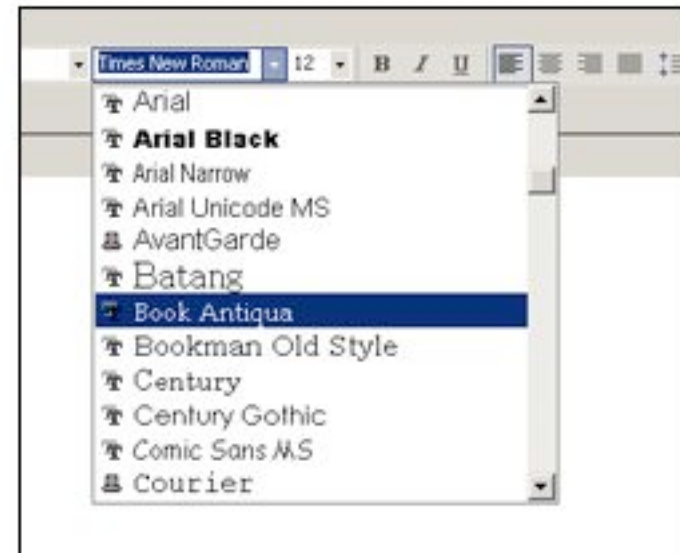 Times New Roman 12 B I U
Arial
Arial Black
Arial Narrow
Arial Unicode MS
AvantGarde
Batang
Book Antiqua
Bookman Old Style
Century
Century Gothic
Comic Sans MS
Courier